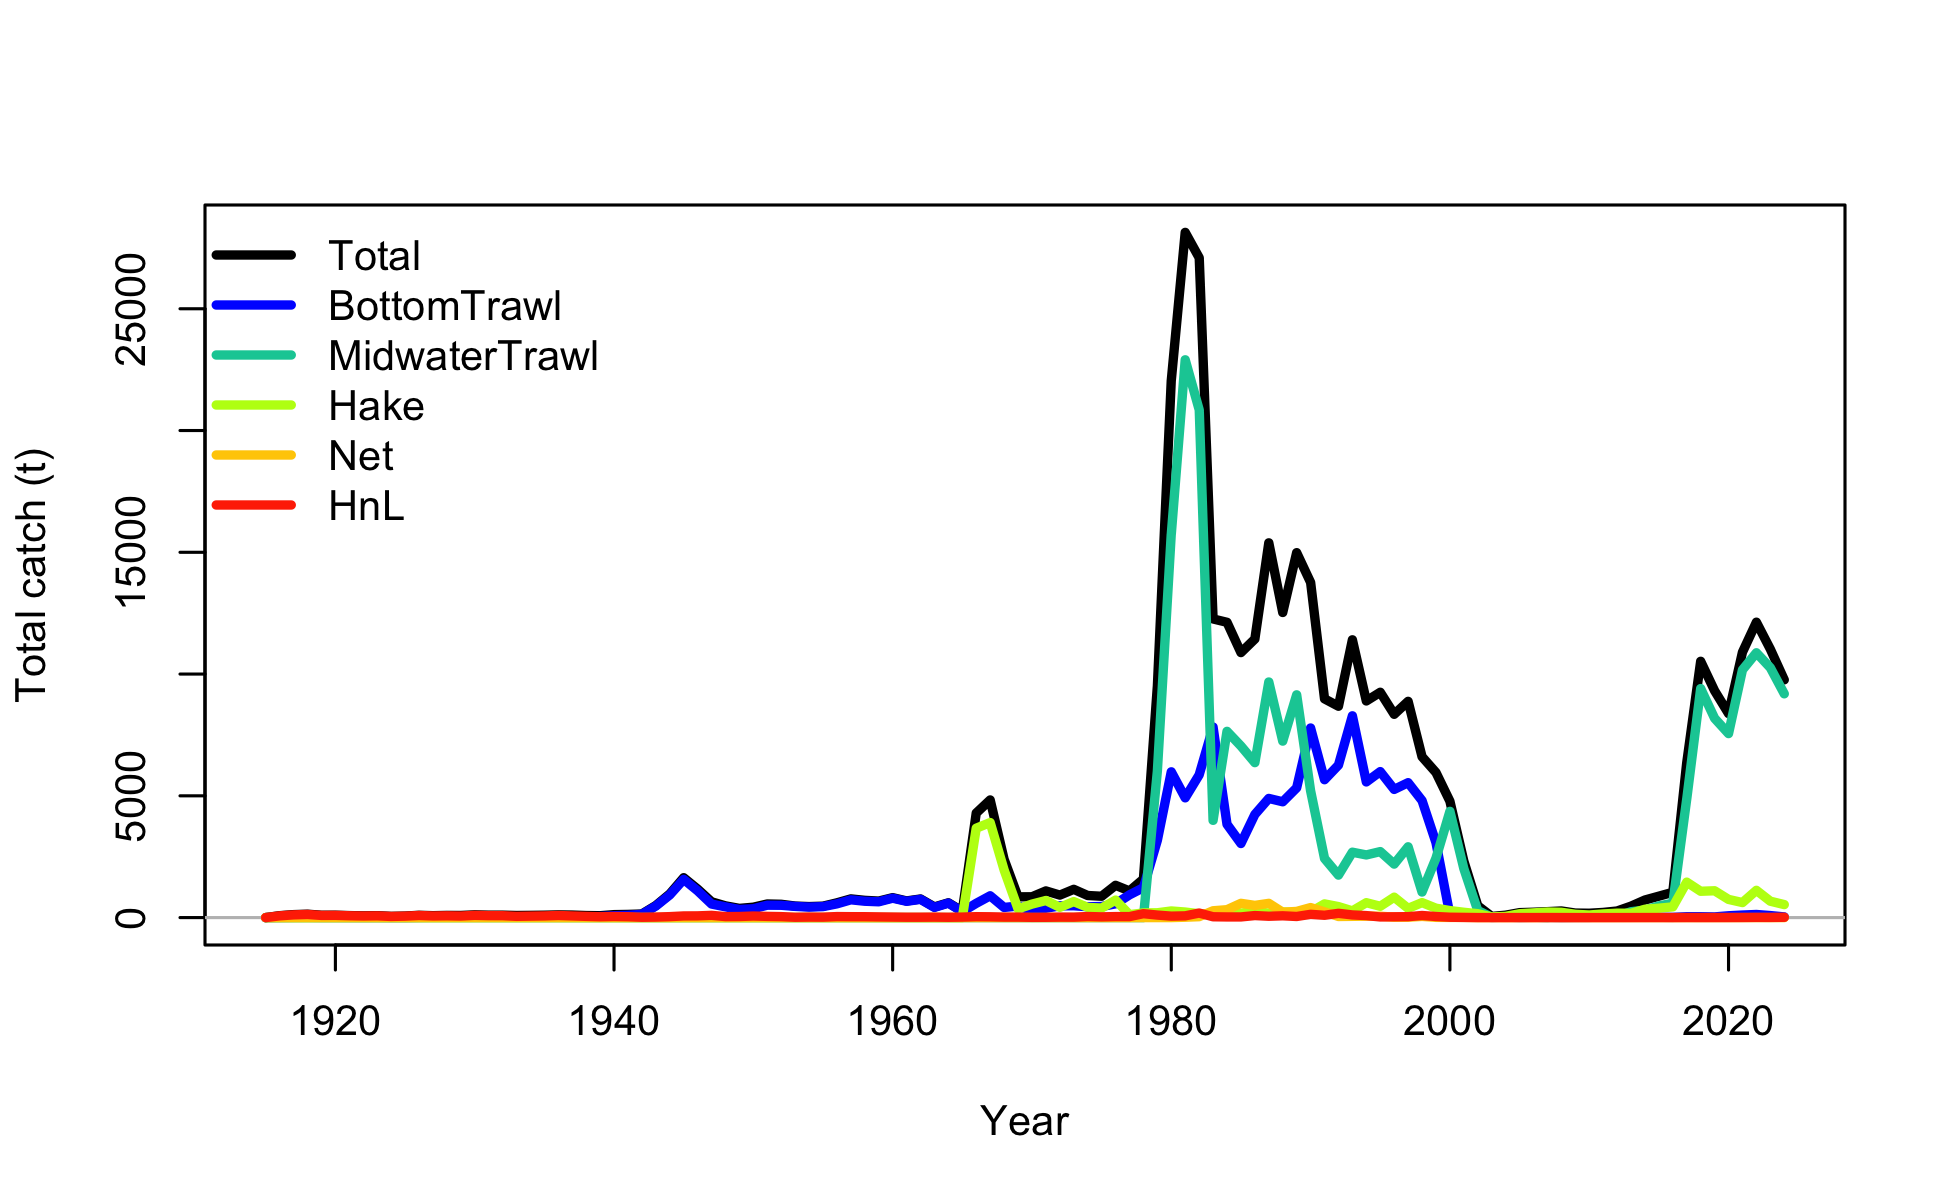 Total
BottomTrawl
MidwaterTrawl
Hake
Net
HnL
Total catch (t)
25000
15000
5000
0
1920 1940 1960 1980 2000 2020
Year